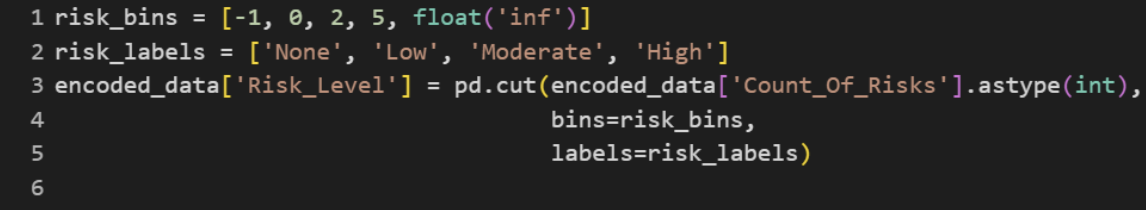 1 risk_bins = [-1, 0, 2, 5, float('inf')]
2 risk_labels = ['None', 'Low', 'Moderate', 'High']
3 encoded_data['Risk_Level'] = pd.cut(encoded_data['Count_Of_Risks'].astype(int),
4                               bins=risk_bins,
5                               labels=risk_labels)
6